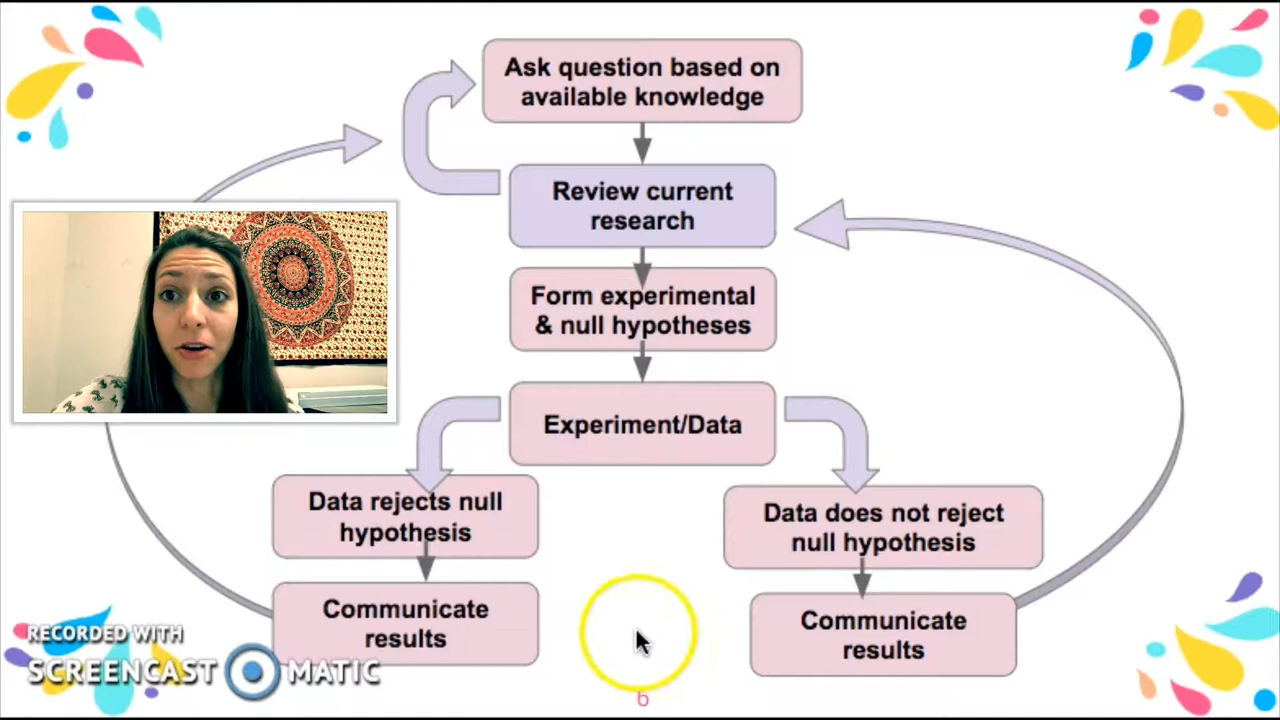 Ask question based on
available knowledge
Review current
research
Form experimental
& null hypotheses
Experiment/Data
Data rejects null
hypothesis
Data does not reject
null hypothesis
Communicate
results
Communicate
results
RECORDED WITH
SCREENCAST MATIC
6